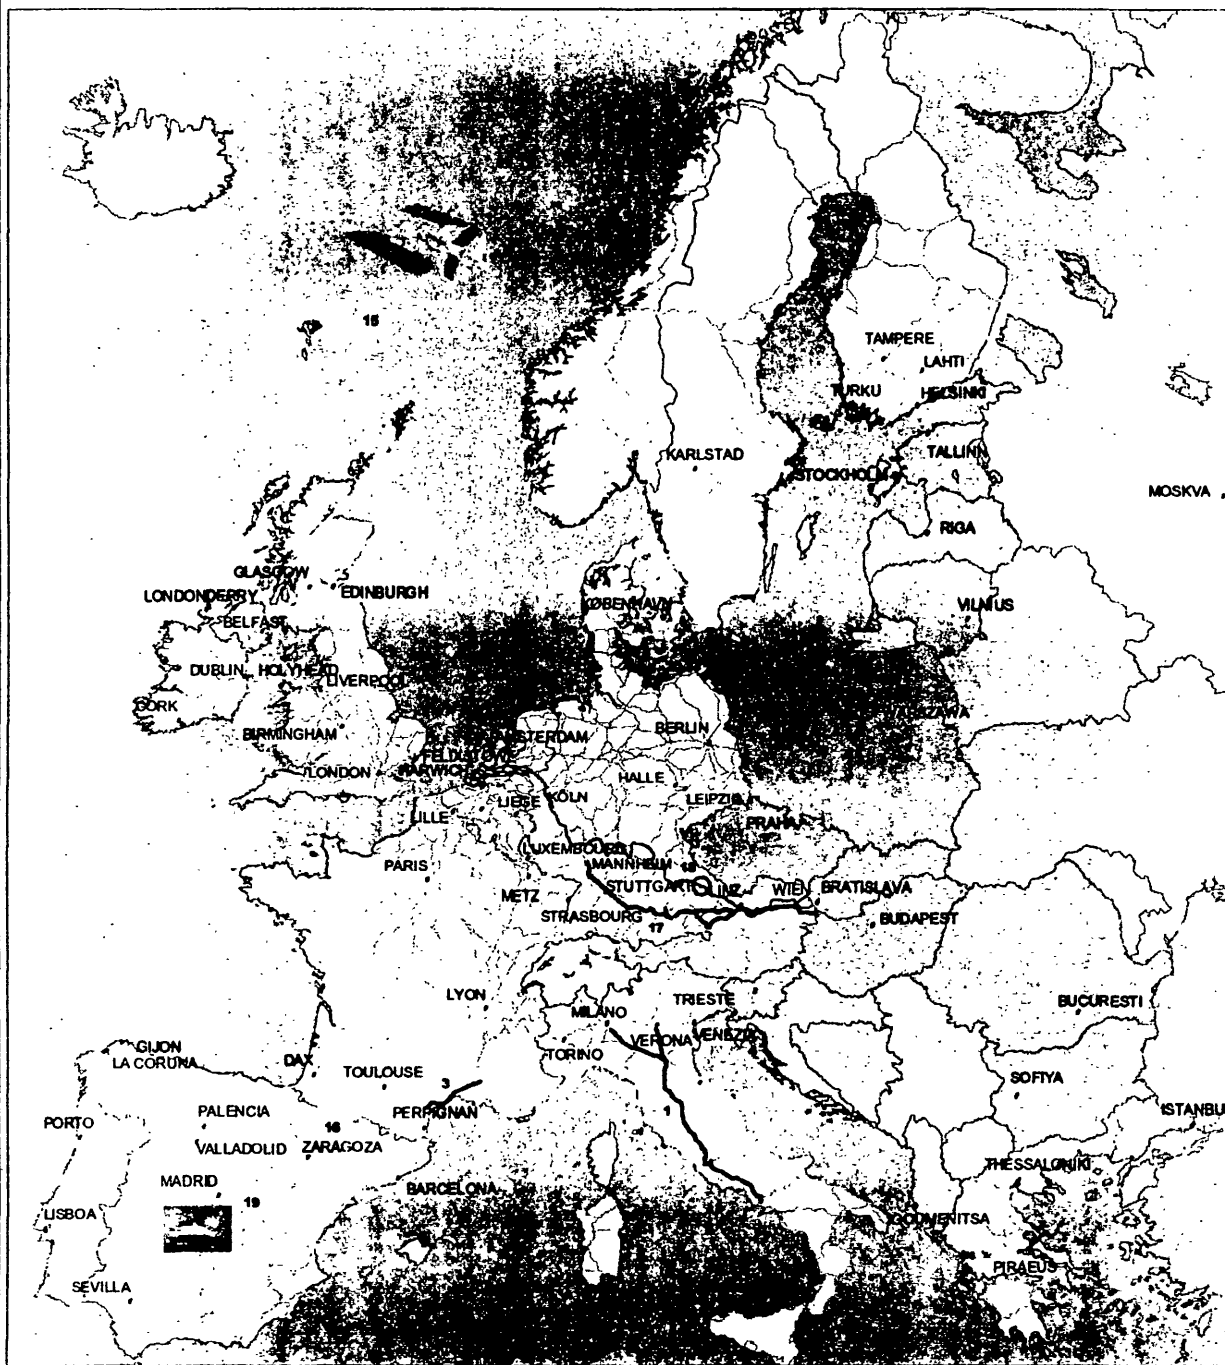 15
TAMPERE
LAHTI
TURKU
HELSINKI
KARLSTAD
TALLINN
STOCKHOLM
MOSKVA
RIGA
GLASGOW
EDINBURGH
LONDONDERRY
KØBENHAVN
VILNIUS
BELFAST
DUBLIN
HOLYHEAD
LIVERPOOL
CORK
BIRMINGHAM
AMSTERDAM
BERLIN
HARWICH
LONDON
HALLE
LIEGE
KÖLN
LEIPZIG
LILLE
PRAHA
LUXEMBOURG
MANNHEIM
PARIS
18
STUTTGART
LINZ
WIEN
BRATISLAVA
METZ
STRASBOURG
BUDAPEST
17
LYON
TRIESTE
MILANO
BUCURESTI
VERONA
VENEZIA
GIJON
LA CORUNA
DAX
TORINO
TOULOUSE
3
SOFIYA
PALENCIA
PERPIGNAN
1
ISTANBU
PORTO
16
VALLADOLID
ZARAGOZA
THESSALONIKI
MADRID
BARCELONA
19
LISBOA
GOUMENITSA
PIRAEUS
SEVILLA